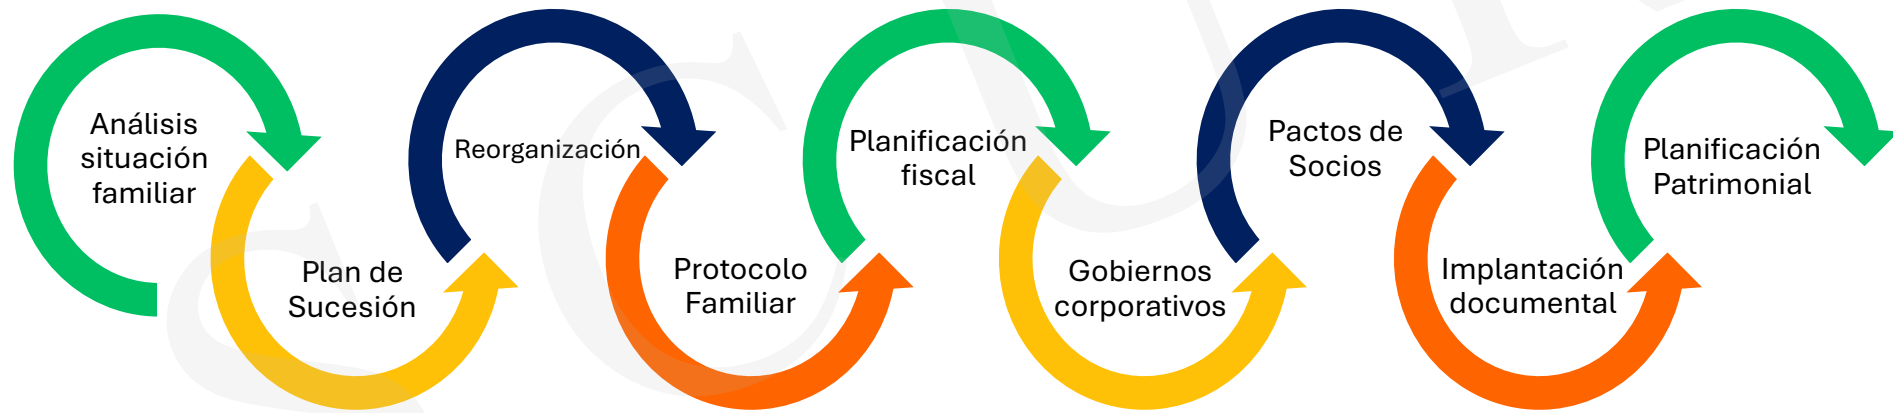 Análisis
situación
familiar
Plan de
Sucesión
Reorganización
Protocolo
Familiar
Planificación
fiscal
Gobiernos
corporativos
Pactos de
Socios
Implantación
documental
Planificación
Patrimonial